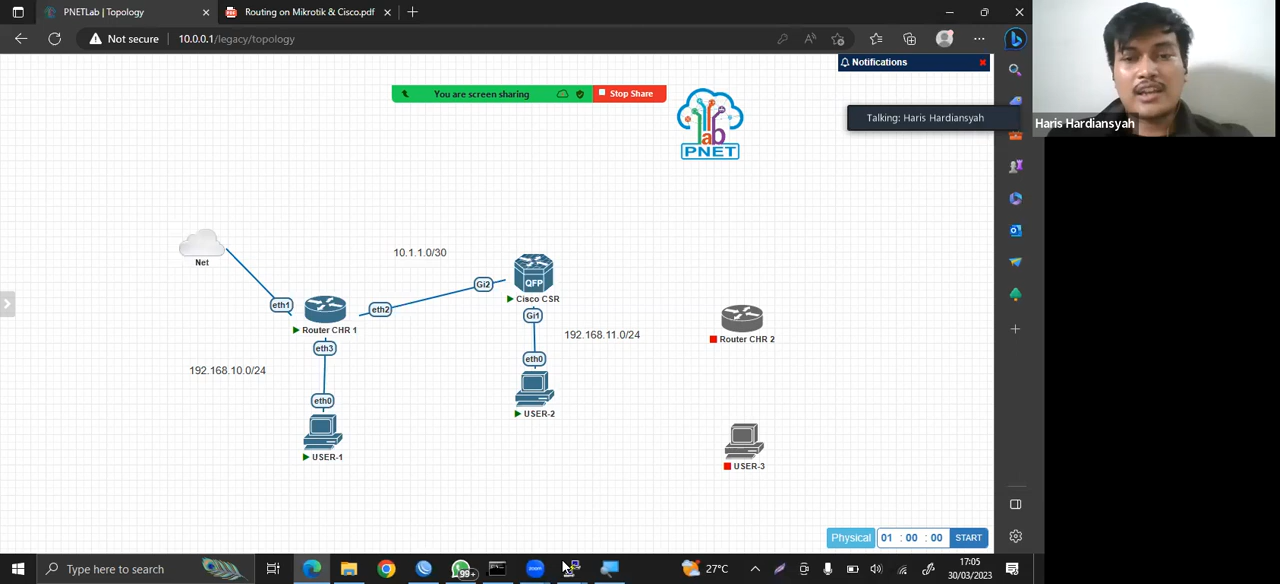 PNETLab | Topology
Routing on Mikrotik & Cisco.pdf
Not secure
10.0.0.1/legacy/topology
Notifications
You are screen sharing
Stop Share
Talking: Haris Hardiansyah
Haris Hardiansyah
lab
PNET
Net
10.1.1.0/30
eth1
Router CHR 1
eth2
Gi2
QFP
Cisco CSR
Gi1
192.168.11.0/24
Router CHR 2
eth3
eth0
192.168.10.0/24
eth0
USER-2
USER-1
USER-3
Physical
01 : 00 : 00
START
Type here to search
99+
zoom
27°C
17:05
30/03/2023